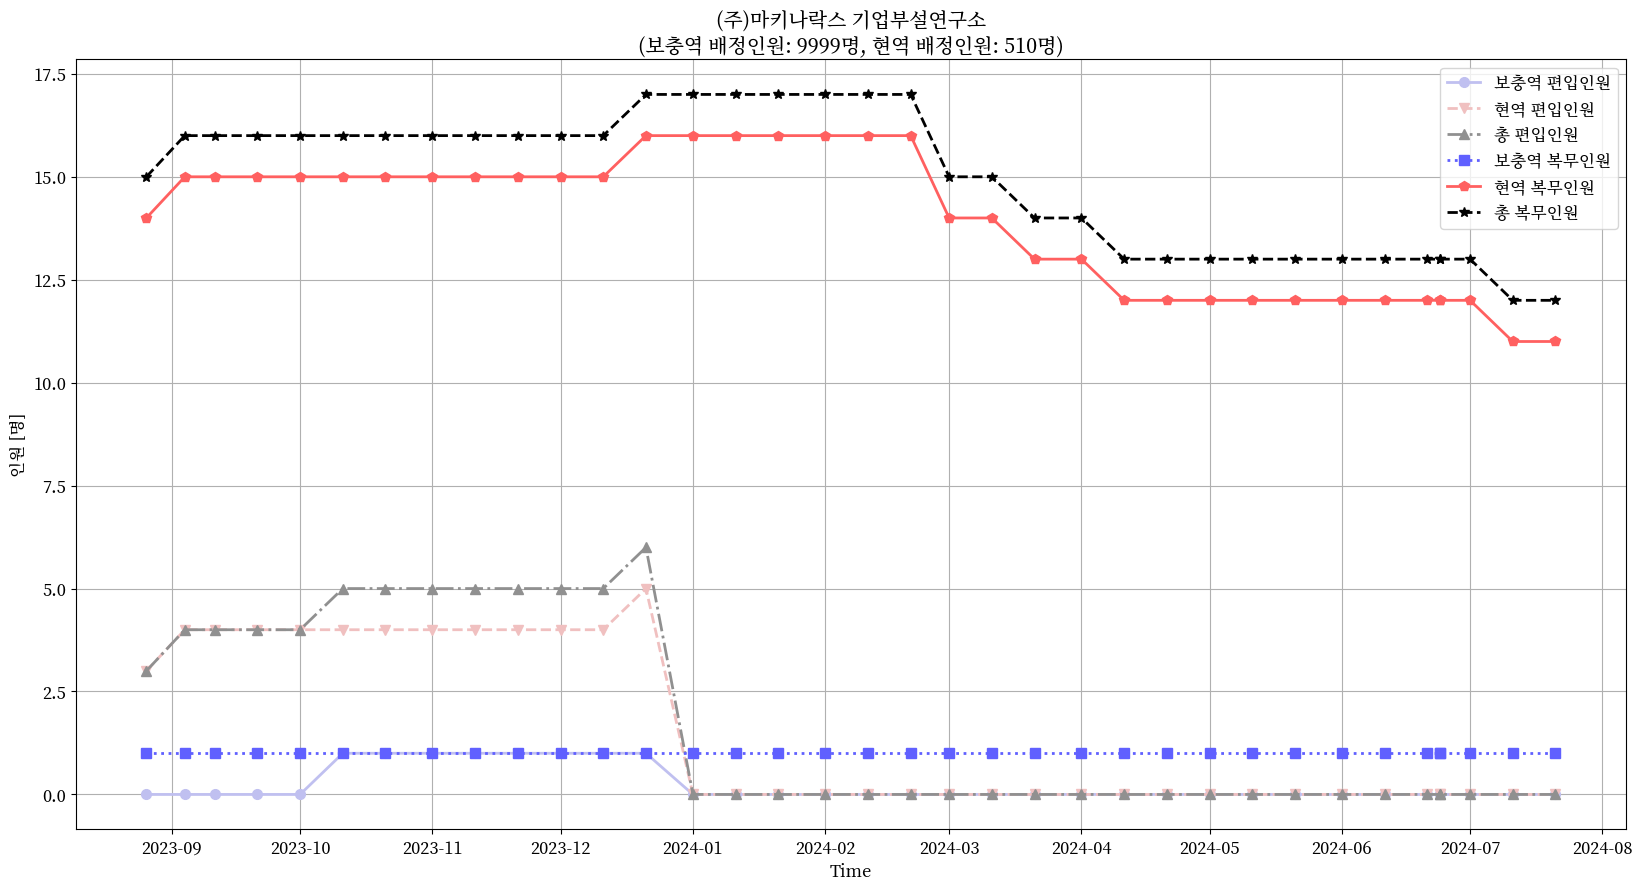 (주)마키나락스 기업부설연구소
(보충역 배정인원: 9999명, 현역 배정인원: 510명)
17.5
15.0
12.5
10.0
7.5
5.0
2.5
0.0
인원 [명]
보충역 편입인원
현역 편입인원
총 편입인원
보충역 복무인원
현역 복무인원
총 복무인원
2023-09 2023-10 2023-11 2023-12 2024-01 2024-02 2024-03 2024-04 2024-05 2024-06 2024-07 2024-08
Time